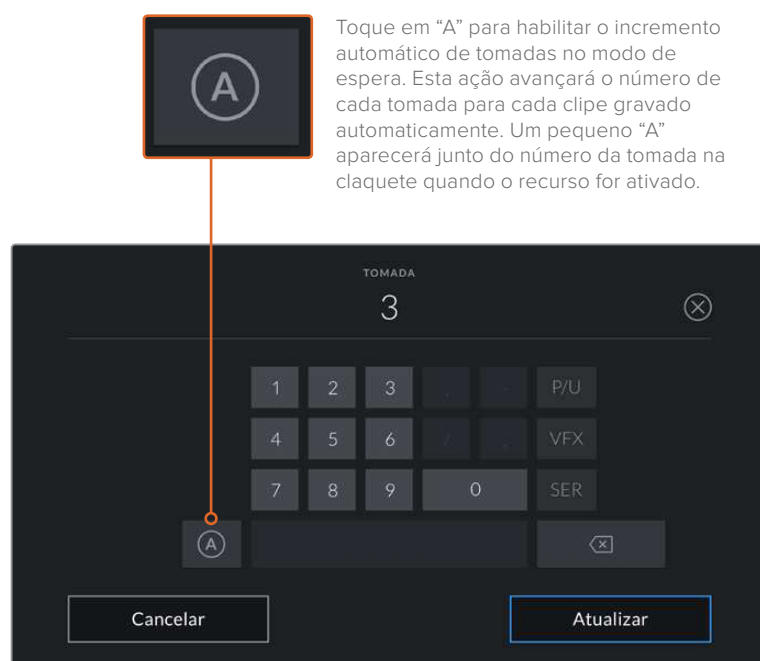 A
Toque em “A” para habilitar o incremento
automático de tomadas no modo de
espera. Esta ação avançará o número de
cada tomada para cada clipe gravado
automaticamente. Um pequeno “A”
aparecerá junto do número da tomada na
claquete quando o recurso for ativado.
TOMADA
3
1 2 3 , - P/U
4 5 6 / VFX
7 8 9 0 SER
A
Cancelar Atualizar